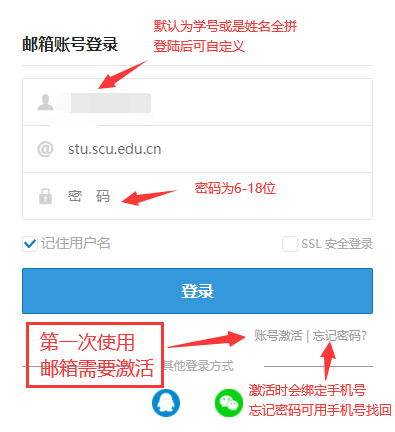 默认为学号或是姓名全拼
登陆后可自定义
邮箱账号登录
@ stu.scu.edu.cn
密 码
密码为6-18位
记住用户名
SSL 安全登录
登录
账号激活 | 忘记密码?
第一次使用
邮箱需要激活
其他登录方式
激活时会绑定手机号
忘记密码可用手机号找回